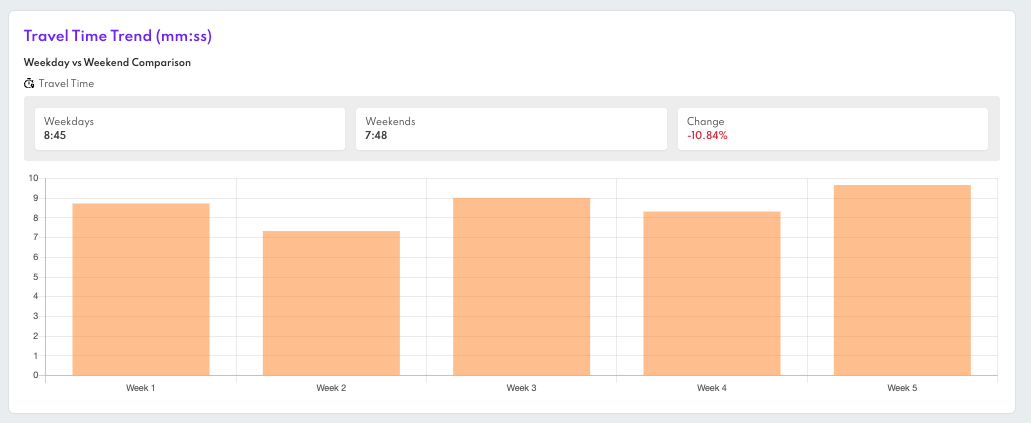 Travel Time Trend (mm:ss)
Weekday vs Weekend Comparison
Travel Time
Weekdays
8:45
Weekends
7:48
Change
-10.84%
10
9
8
7
6
5
4
3
2
1
0
Week 1 Week 2 Week 3 Week 4 Week 5